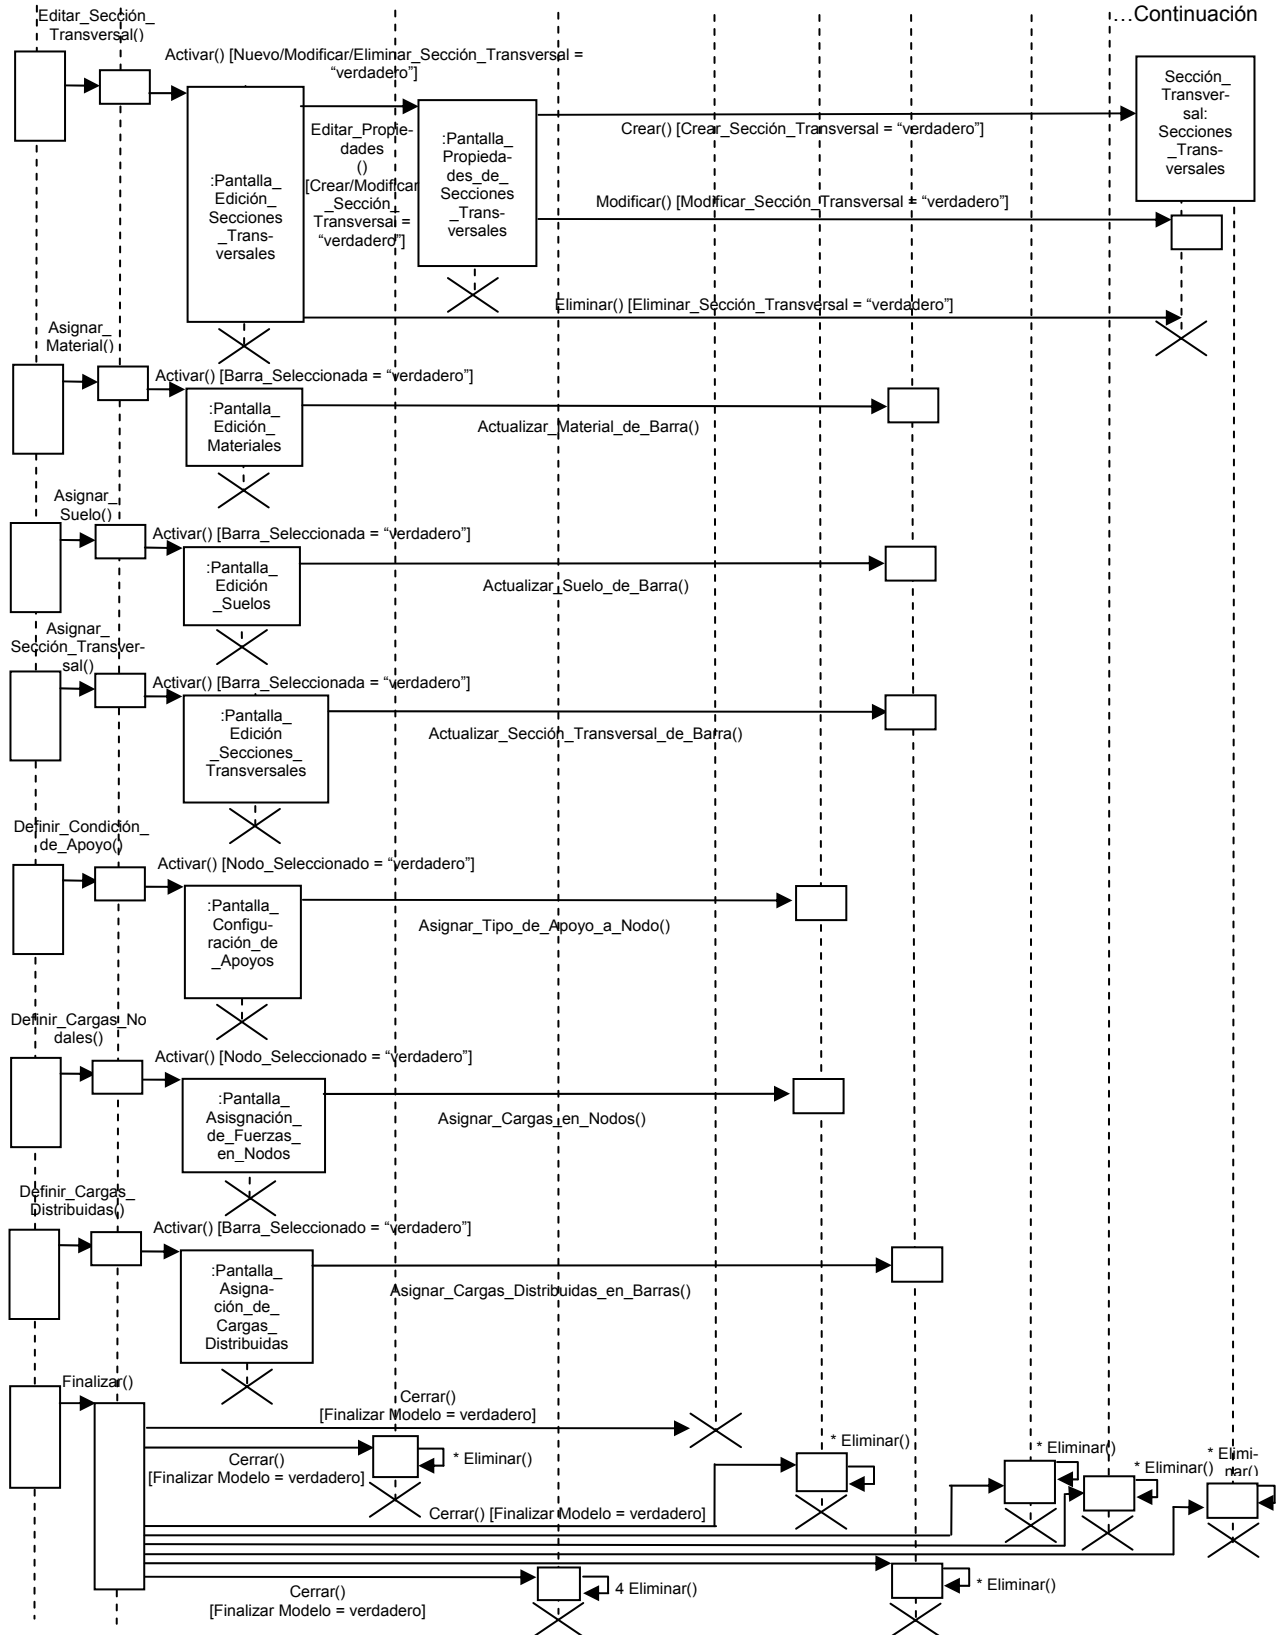 …Continuación
Editar_Sección_
Transversal()
Activar() [Nuevo/Modificar/Eliminar_Sección_Transversal =
“verdadero”]
:Pantalla_
Edición_
Secciones
_Trans-
versales
Editar_Propie-
dades
()
[Crear/Modificar
_Sección_
Transversal =
“verdadero”]
:Pantalla_
Propieda-
des_de_
Secciones
_Trans-
versales
Crear() [Crear_Sección_Transversal = “verdadero”]
Sección_
Transver-
sal:
Secciones
_Trans-
versales
Modificar() [Modificar_Sección_Transversal = “verdadero”]
Eliminar() [Eliminar_Sección_Transversal = “verdadero”]
Asignar_
Material()
Activar() [Barra_Seleccionada = “verdadero”]
:Pantalla_
Edición_
Materiales
Actualizar_Material_de_Barra()
Asignar_
Suelo()
Activar() [Barra_Seleccionada = “verdadero”]
:Pantalla_
Edición
_Suelos
Actualizar_Suelo_de_Barra()
Asignar_
Sección_Transver-
sal()
Activar() [Barra_Seleccionada = “verdadero”]
:Pantalla_
Edición
_Secciones_
Transversales
Actualizar_Sección_Transversal_de_Barra()
Definir_Condición_
de_Apoyo()
Activar() [Nodo_Seleccionado = “verdadero”]
:Pantalla_
Configu-
ración_de
_Apoyos
Asignar_Tipo_de_Apoyo_a_Nodo()
Definir_Cargas_No
dales()
Activar() [Nodo_Seleccionado = “verdadero”]
:Pantalla_
Asisgnación_
de_Fuerzas_
en_Nodos
Asignar_Cargas_en_Nodos()
Definir_Cargas_
Distribuidas()
Activar() [Barra_Seleccionado = “verdadero”]
:Pantalla_
Asigna-
ción_de_
Cargas_
Distribuidas
Asignar_Cargas_Distribuidas_en_Barras()
Finalizar()
Cerrar()
[Finalizar Modelo = verdadero]
Cerrar()
[Finalizar Modelo = verdadero]
* Eliminar()
* Eliminar()
* Eliminar()
* Eliminar()
* Elimi-
nar()
Cerrar() [Finalizar Modelo = verdadero]
Cerrar()
[Finalizar Modelo = verdadero]
4 Eliminar()
* Eliminar()